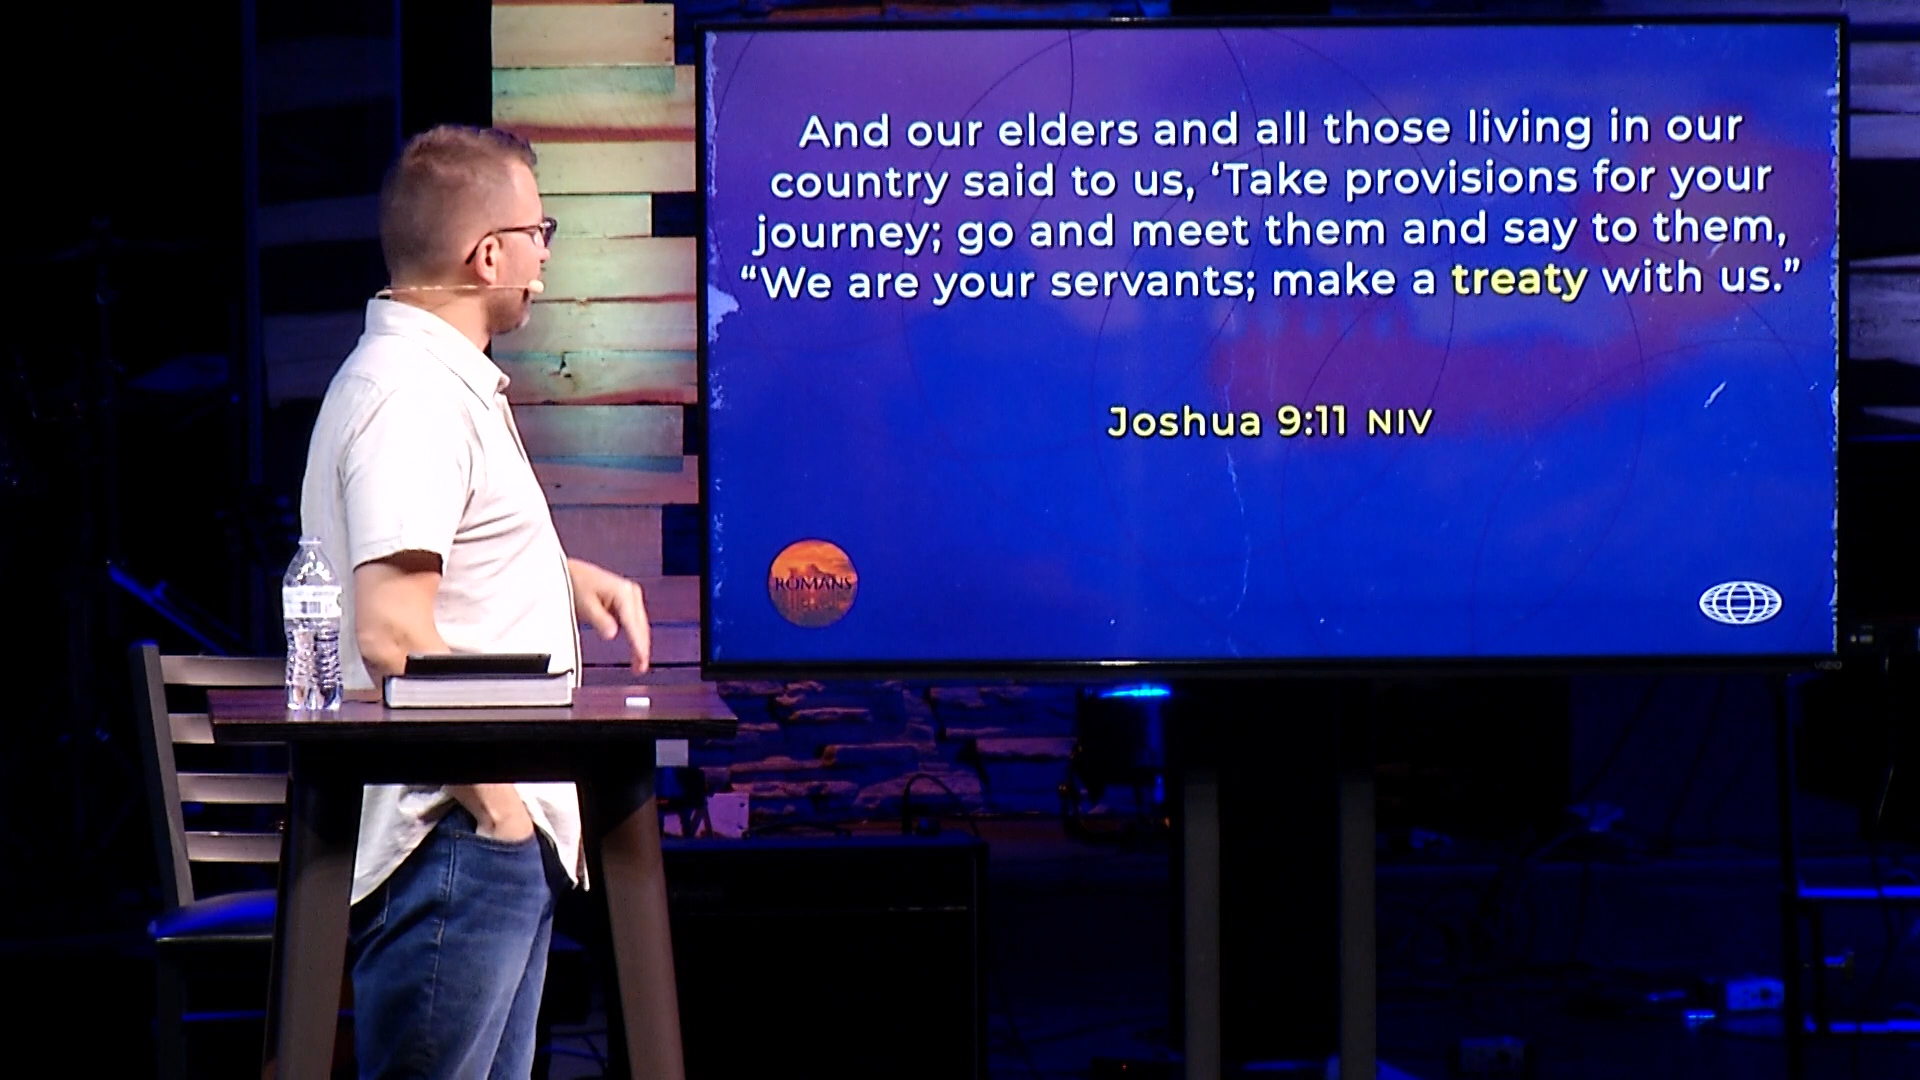 And our elders and all those living in our
country said to us, ‘Take provisions for your
journey; go and meet them and say to them,
“We are your servants; make a treaty with us.”
Joshua 9:11 NIV
ROMANS
VIZIO